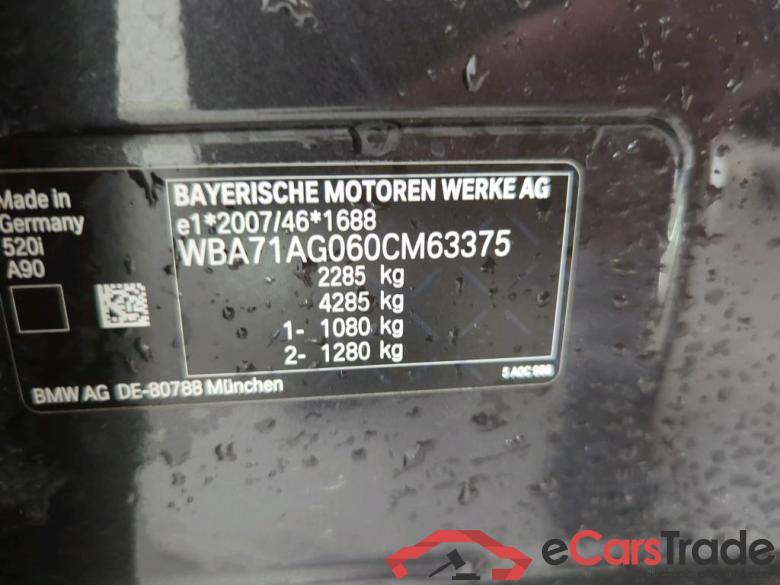 Made in
Germany
520i
A90
BAYERISCHE MOTOREN WERKE AG
e1*2007/46*1688
WBA71AG060CM63375
2285 kg
4285 kg
1- 1080 kg
2- 1280 kg
BMW AG DE-80788 München
eCarsTrade